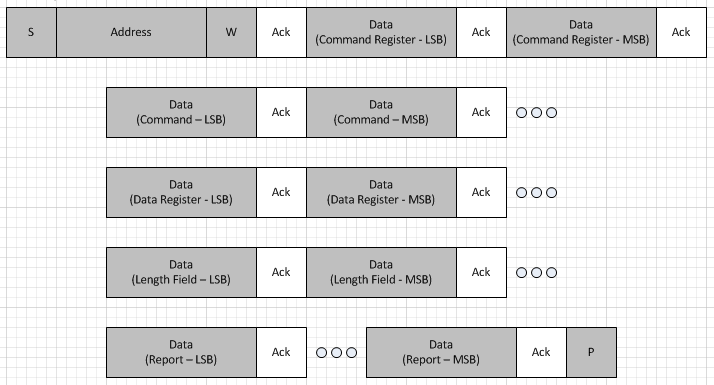 S Address W Ack Data Ack Data Ack
(Command Register - LSB) (Command Register - MSB)
Data Ack Data Ack
(Command – LSB) (Command – MSB)
Data Ack Data Ack
(Data Register - LSB) (Data Register - MSB)
Data Ack Data Ack
(Length Field – LSB) (Length Field - MSB)
Data Ack Data Ack P
(Report – LSB) (Report – MSB)